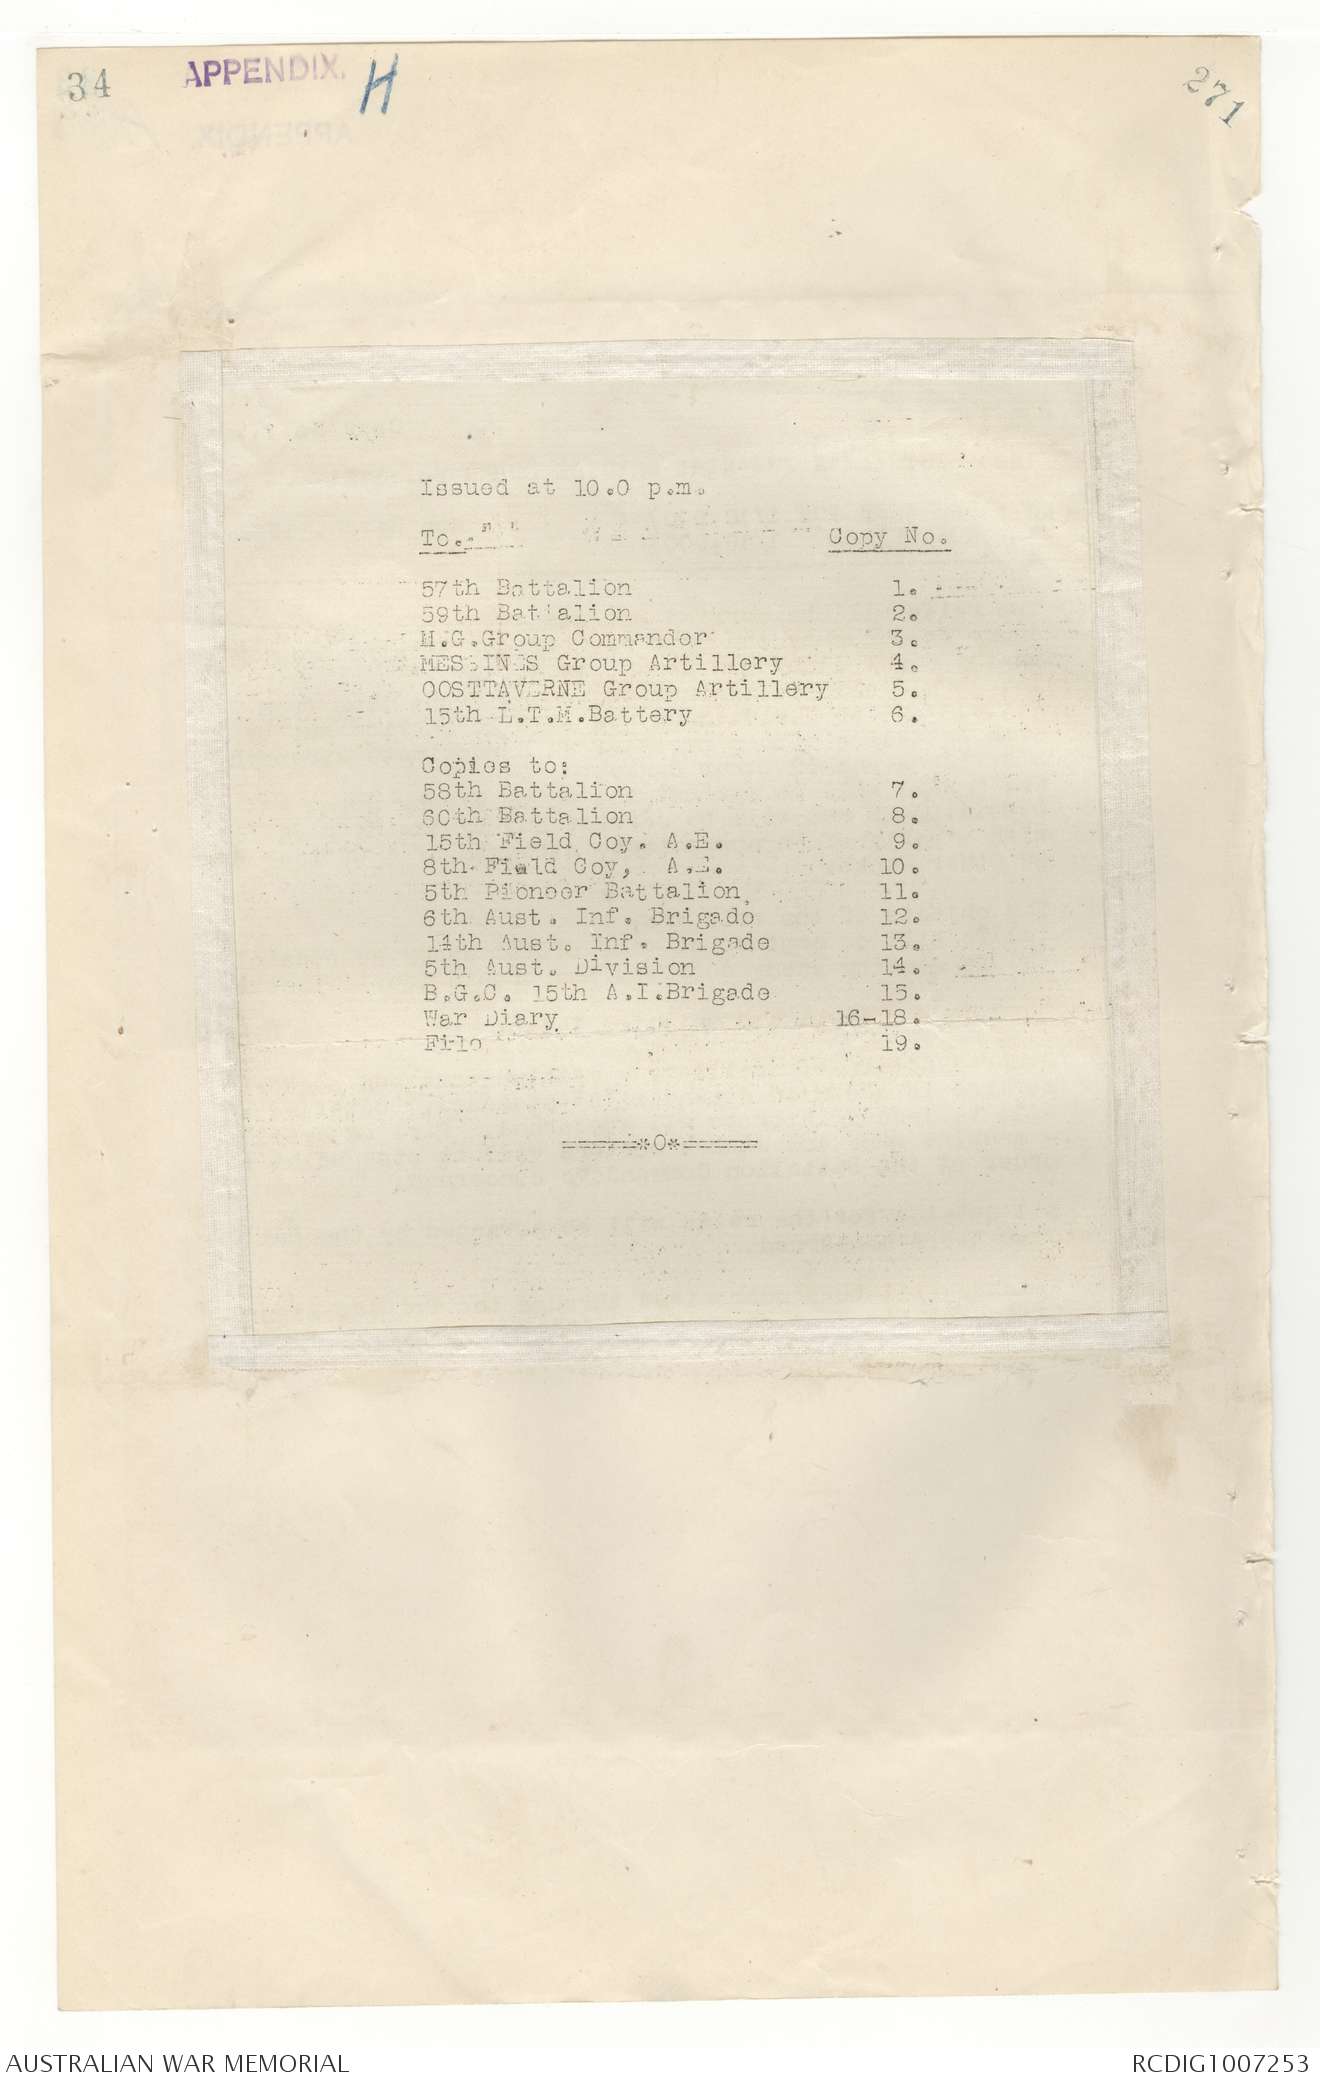 34 APPENDIX. H 271
Issued at 10.0 p.m.
To. Copy No.
57th Battalion 1.
59th Battalion 2.
M.G.Group Commander 3.
MESSINES Group Artillery 4.
OOSTTAVERNE Group Artillery 5.
15th L.T.M.Battery 6.
Copies to:
58th Battalion 7.
60th Battalion 8.
15th Field Coy. A.E. 9.
8th Field Coy, A.E. 10.
5th Pioneer Battalion 11.
6th Aust. Inf. Brigade 12.
14th Aust. Inf. Brigade 13.
5th Aust. Division 14.
B.G.C. 15th A.I.Brigade 15.
War Diary 16-18.
File 19.
======*O*======
AUSTRALIAN WAR MEMORIAL RCDIG1007253